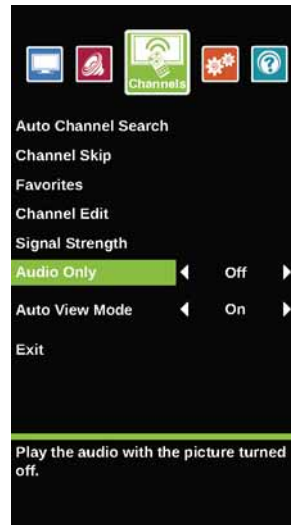 Channels
Auto Channel Search
Channel Skip
Favorites
Channel Edit
Signal Strength
Audio Only Off
Auto View Mode On
Exit
Play the audio with the picture turned
off.